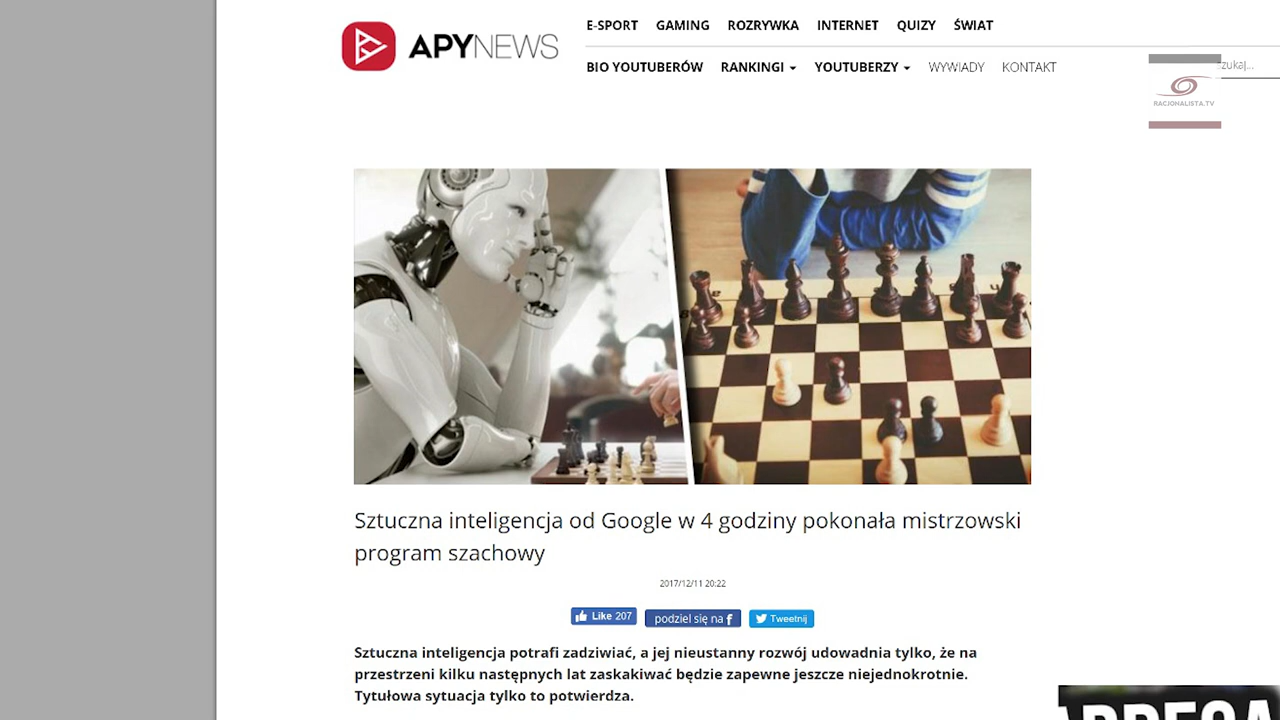 E-SPORT GAMING ROZRYWKA INTERNET QUIZY ŚWIAT
APYNEWS
BIO YOUTUBERÓW RANKINGI YOUTUBERZY WYWIADY KONTAKT
RACJONALISTA.TV
Sztuczna inteligencja od Google w 4 godziny pokonała mistrzowski
program szachowy
2017/12/11 20:22
Like 207 podziel się na f Tweetnij
Sztuczna inteligencja potrafi zadziwiać, a jej nieustanny rozwój udowadnia tylko, że na
przestrzeni kilku następnych lat zaskakiwać będzie zapewne jeszcze niejednokrotnie.
Tytułowa sytuacja tylko to potwierdza.